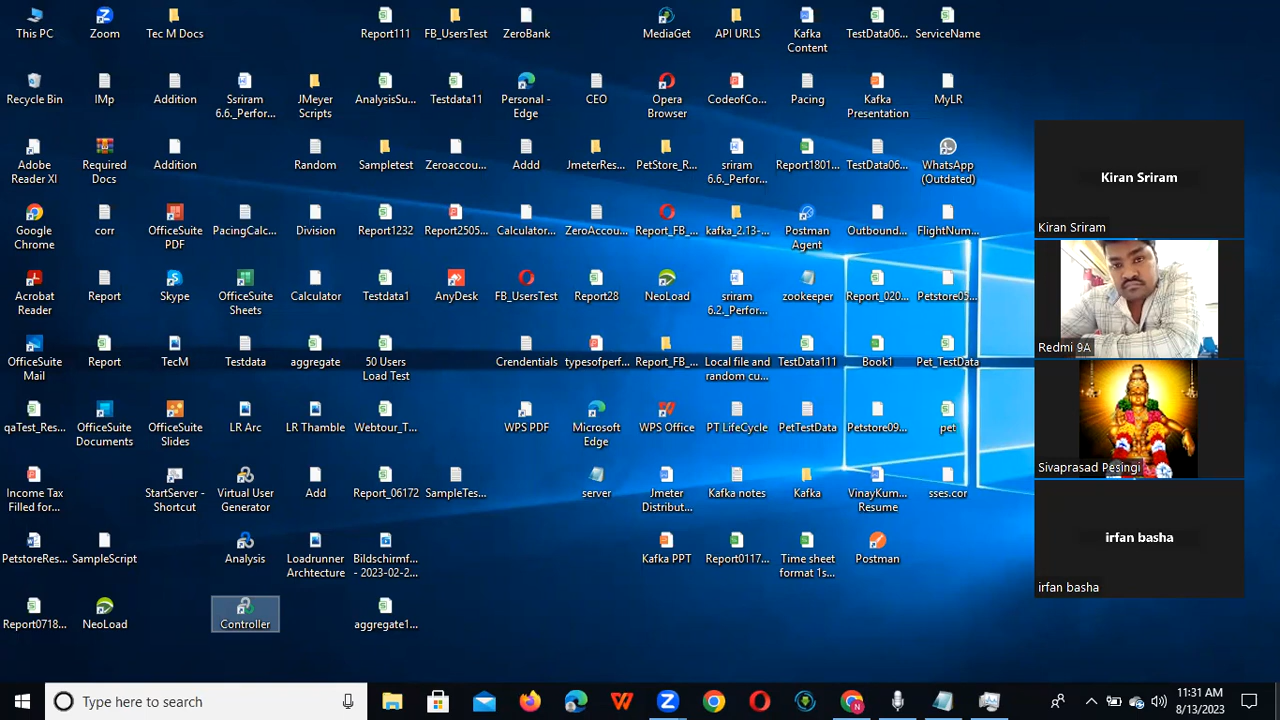 This PC
Zoom
Tec M Docs
Report111
FB_UsersTest
ZeroBank
MediaGet
API URLS
Kafka
Content
TestData06...
ServiceName
Recycle Bin
IMp
Addition
Ssriram
6.6._Perfor...
JMeyer
Scripts
AnalysisSu...
Testdata11
Personal -
Edge
CEO
Opera
Browser
CodeofCo...
Pacing
Kafka
Presentation
MyLR
Adobe
Reader XI
Required
Docs
Addition
Random
Sampletest
Zeroaccou...
Addd
JmeterRes...
PetStore_R...
sriram
6.6._Perfor...
Report1801...
TestData06...
WhatsApp
(Outdated)
Google
Chrome
corr
OfficeSuite
PDF
PacingCalc...
Division
Report1232
Report2505...
Calculator...
ZeroAccou...
Report_FB_...
kafka_2.13-...
Postman
Agent
Outbound...
FlightNum...
Acrobat
Reader
Report
Skype
OfficeSuite
Sheets
Calculator
Testdata1
AnyDesk
FB_UsersTest
Report28
NeoLoad
sriram
6.2._Perfor...
zookeeper
Report_020...
Petstore05...
OfficeSuite
Mail
Report
TecM
Testdata
aggregate
50 Users
Load Test
Crendentials
typesofperf...
Report_FB_...
Local file and
random cu...
TestData111
Book1
Pet_TestData
qaTest_Res...
OfficeSuite
Documents
OfficeSuite
Slides
LR Arc
LR Thamble
Webtour_T...
WPS PDF
Microsoft
Edge
WPS Office
PT LifeCycle
PetTestData
Petstore09...
pet
Income Tax
Filled for...
StartServer -
Shortcut
Virtual User
Generator
Add
Report_06172
SampleTes...
server
Jmeter
Distribut...
Kafka notes
Kafka
VinayKum...
Resume
sses.cor
PetstoreRes...
SampleScript
Analysis
Loadrunner
Archtecture
Bildschirmf...
- 2023-02-2...
Kafka PPT
Report0117...
Time sheet
format 1s...
Postman
Report0718...
NeoLoad
Controller
aggregate1...
Kiran Sriram
Kiran Sriram
Redmi 9A
Sivaprasad Pesingi
irfan basha
irfan basha
Type here to search
11:31 AM
8/13/2023